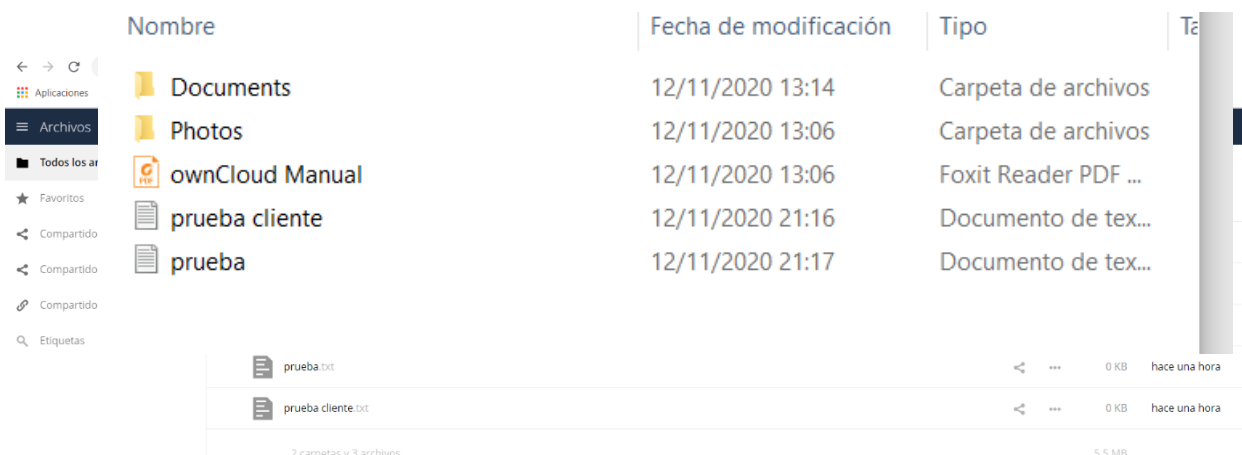 Nombre Fecha de modificación Tipo
Documents 12/11/2020 13:14 Carpeta de archivos
Photos 12/11/2020 13:06 Carpeta de archivos
ownCloud Manual 12/11/2020 13:06 Foxit Reader PDF ...
prueba cliente 12/11/2020 21:16 Documento de tex...
prueba 12/11/2020 21:17 Documento de tex...
Aplicaciones
Archivos
Todos los ar
Favoritos
Compartido
Compartido
Compartido
Etiquetas
prueba.txt 0 KB hace una hora
prueba cliente.txt 0 KB hace una hora
2 carpetas y 3 archivos 5.5 MB